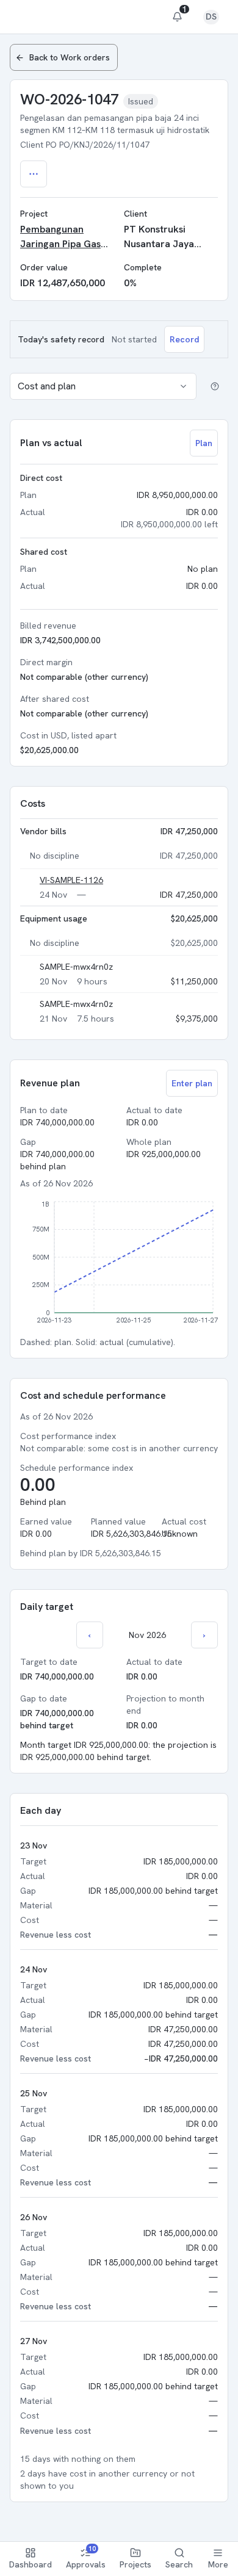 1
DS
Back to Work orders
WO-2026-1047 Issued
Pengelasan dan pemasangan pipa baja 24 inci
segmen KM 112–KM 118 termasuk uji hidrostatik
Client PO PO/KNJ/2026/11/1047
...
Project Client
Pembangunan PT Konstruksi
Jaringan Pipa Gas... Nusantara Jaya...
Order value Complete
IDR 12,487,650,000 0%
Today's safety record Not started Record
Cost and plan
Plan vs actual Plan
Direct cost
Plan IDR 8,950,000,000.00
Actual IDR 0.00
IDR 8,950,000,000.00 left
Shared cost
Plan No plan
Actual IDR 0.00
Billed revenue
IDR 3,742,500,000.00
Direct margin
Not comparable (other currency)
After shared cost
Not comparable (other currency)
Cost in USD, listed apart
$20,625,000.00
Costs
Vendor bills IDR 47,250,000
No discipline IDR 47,250,000
VI-SAMPLE-1126
24 Nov — IDR 47,250,000
Equipment usage $20,625,000
No discipline $20,625,000
SAMPLE-mwx4rn0z
20 Nov 9 hours $11,250,000
SAMPLE-mwx4rn0z
21 Nov 7.5 hours $9,375,000
Revenue plan Enter plan
Plan to date Actual to date
IDR 740,000,000.00 IDR 0.00
Gap Whole plan
IDR 740,000,000.00 IDR 925,000,000.00
behind plan
As of 26 Nov 2026
1B
750M
500M
250M
0
2026-11-23 2026-11-25 2026-11-27
Dashed: plan. Solid: actual (cumulative).
Cost and schedule performance
As of 26 Nov 2026
Cost performance index
Not comparable: some cost is in another currency
Schedule performance index
0.00
Behind plan
Earned value Planned value Actual cost
IDR 0.00 IDR 5,626,303,846.15 Unknown
Behind plan by IDR 5,626,303,846.15
Daily target
‹ Nov 2026 ›
Target to date Actual to date
IDR 740,000,000.00 IDR 0.00
Gap to date Projection to month
end
IDR 740,000,000.00
behind target IDR 0.00
Month target IDR 925,000,000.00: the projection is
IDR 925,000,000.00 behind target.
Each day
23 Nov
Target IDR 185,000,000.00
Actual IDR 0.00
Gap IDR 185,000,000.00 behind target
Material —
Cost —
Revenue less cost —
24 Nov
Target IDR 185,000,000.00
Actual IDR 0.00
Gap IDR 185,000,000.00 behind target
Material IDR 47,250,000.00
Cost IDR 47,250,000.00
Revenue less cost −IDR 47,250,000.00
25 Nov
Target IDR 185,000,000.00
Actual IDR 0.00
Gap IDR 185,000,000.00 behind target
Material —
Cost —
Revenue less cost —
26 Nov
Target IDR 185,000,000.00
Actual IDR 0.00
Gap IDR 185,000,000.00 behind target
Material —
Cost —
Revenue less cost —
27 Nov
Target IDR 185,000,000.00
Actual IDR 0.00
Gap IDR 185,000,000.00 behind target
Material —
Cost —
Revenue less cost —
15 days with nothing on them
2 days have cost in another currency or not
shown to you
10
Dashboard Approvals Projects Search More